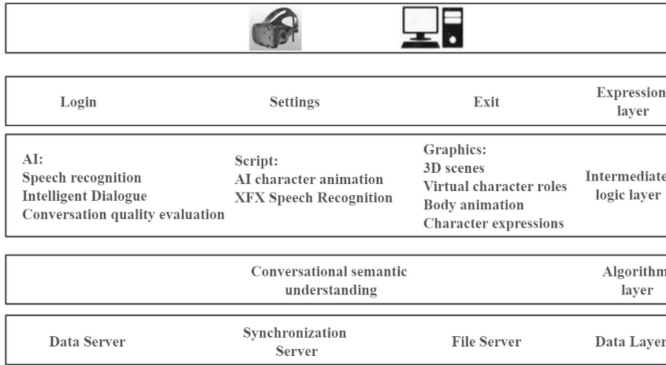 Login
Settings
Exit
Expression
layer
AI:
Speech recognition
Intelligent Dialogue
Conversation quality evaluation
Script:
AI character animation
XFX Speech Recognition
Graphics:
3D scenes
Virtual character roles
Body animation
Character expressions
Intermediate
logic layer
Conversational semantic
understanding
Algorithm
layer
Data Server
Synchronization
Server
File Server
Data Layer